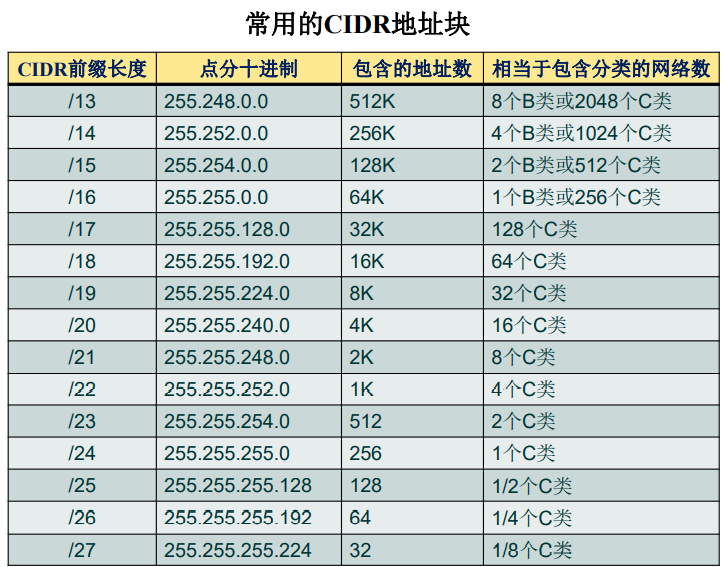 常用的CIDR地址块
CIDR前缀长度 点分十进制 包含的地址数 相当于包含分类的网络数
/13 255.248.0.0 512K 8个B类或2048个C类
/14 255.252.0.0 256K 4个B类或1024个C类
/15 255.254.0.0 128K 2个B类或512个C类
/16 255.255.0.0 64K 1个B类或256个C类
/17 255.255.128.0 32K 128个C类
/18 255.255.192.0 16K 64个C类
/19 255.255.224.0 8K 32个C类
/20 255.255.240.0 4K 16个C类
/21 255.255.248.0 2K 8个C类
/22 255.255.252.0 1K 4个C类
/23 255.255.254.0 512 2个C类
/24 255.255.255.0 256 1个C类
/25 255.255.255.128 128 1/2个C类
/26 255.255.255.192 64 1/4个C类
/27 255.255.255.224 32 1/8个C类